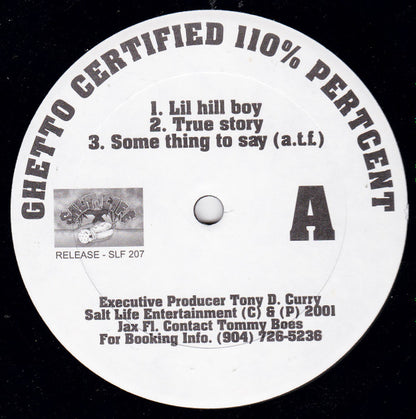 GHETTO CERTIFIED 110% PERTCENT
1. Lil hill boy
2. True story
3. Some thing to say (a.t.f.)
A
RELEASE - SLF 207
Executive Producer Tony D. Curry
Salt Life Entertainment (C) & (P) 2001
Jax Fl. Contact Tommy Boes
For Booking Info. (904) 726-5236